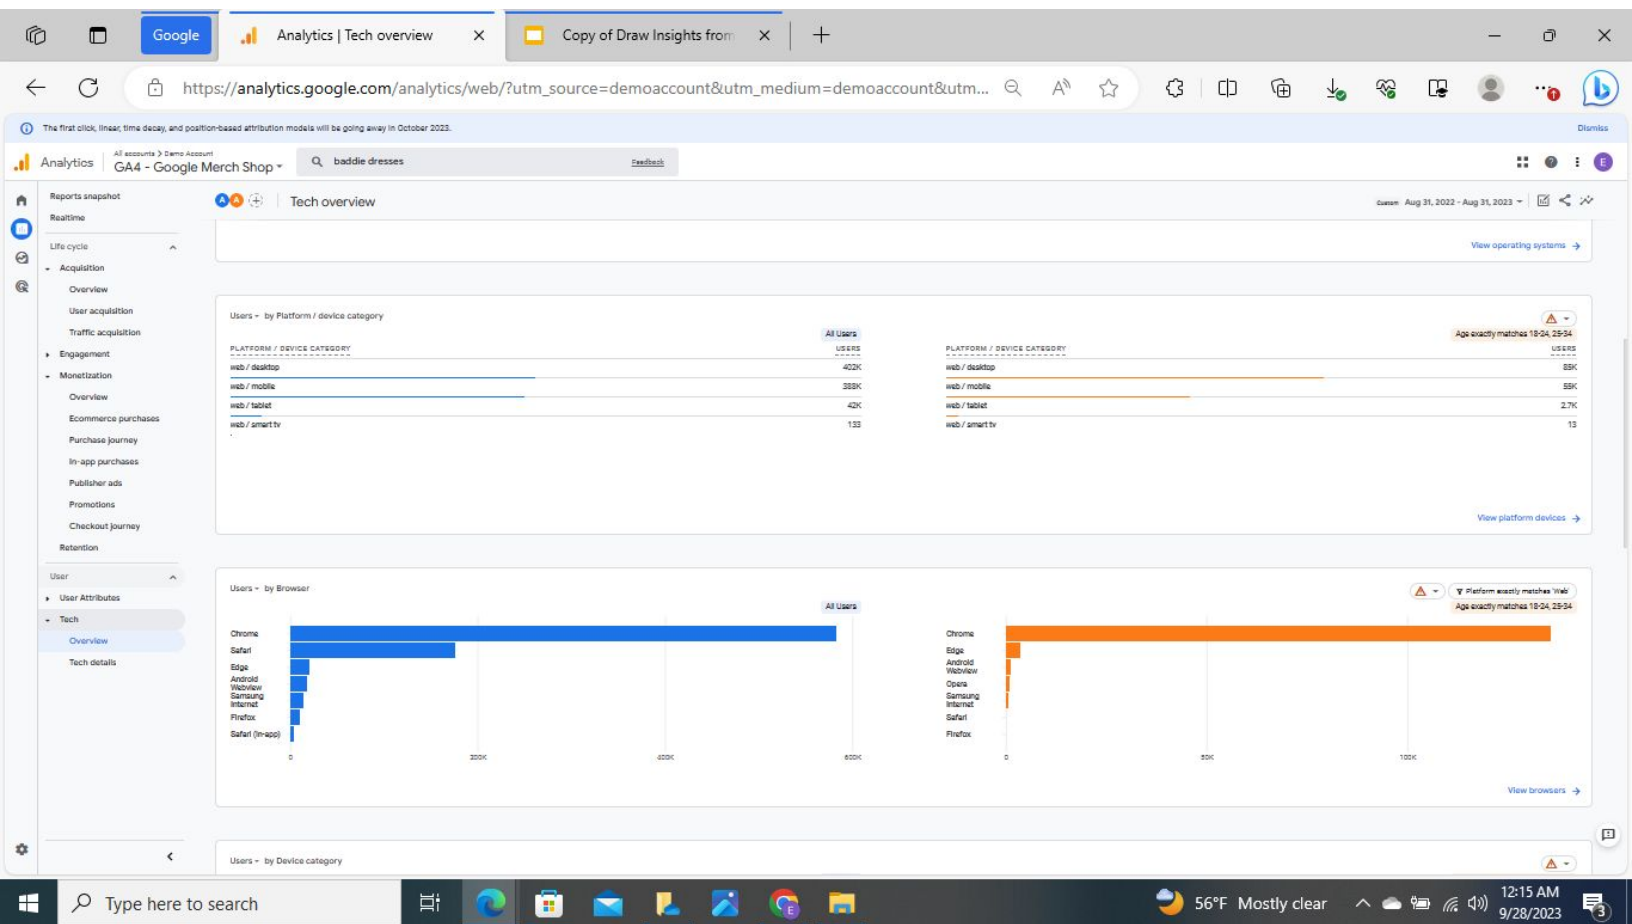 Google
Analytics | Tech overview
Copy of Draw Insights from
https://analytics.google.com/analytics/web/?utm_source=demoaccount&utm_medium=demoaccount&utm...
The first click, linear, time decay, and position-based attribution models will be going away in October 2023.
Dismiss
Analytics
All accounts > Demo Account
GA4 - Google Merch Shop
baddie dresses
Feedback
E
Reports snapshot
Realtime
Life cycle
Acquisition
Overview
User acquisition
Traffic acquisition
Engagement
Monetization
Overview
Ecommerce purchases
Purchase journey
In-app purchases
Publisher ads
Promotions
Checkout journey
Retention
User
User Attributes
Tech
Overview
Tech details
A A
Tech overview
Custom Aug 31, 2022 - Aug 31, 2023
View operating systems
Users by Platform / device category
All Users
PLATFORM / DEVICE CATEGORY USERS
web / desktop 402K
web / mobile 388K
web / tablet 42K
web / smart tv 133
Age exactly matches 18-24, 25-34
PLATFORM / DEVICE CATEGORY USERS
web / desktop 85K
web / mobile 55K
web / tablet 2.7K
web / smart tv 13
View platform devices
Users by Browser
All Users
Chrome
Safari
Edge
Android
Webview
Samsung
Internet
Firefox
Safari (in-app)
0 200K 400K 600K
Platform exactly matches 'Web'
Age exactly matches 18-24, 25-34
Chrome
Edge
Android
Webview
Opera
Samsung
Internet
Safari
Firefox
0 50K 100K
View browsers
Users by Device category
Type here to search
56°F Mostly clear
12:15 AM
9/28/2023
3